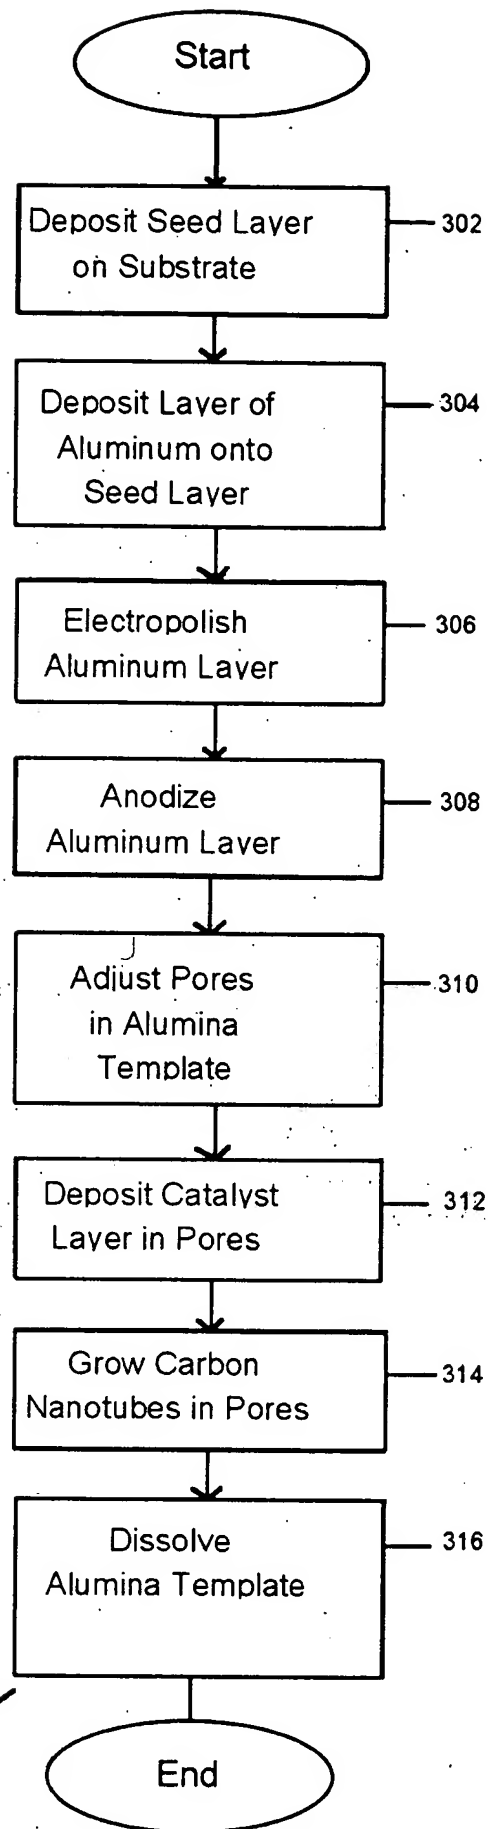 Start
Deposit Seed Layer
on Substrate
302
Deposit Layer of
Aluminum onto
Seed Layer
304
Electropolish
Aluminum Layer
306
Anodize
Aluminum Layer
308
Adjust Pores
in Alumina
Template
310
Deposit Catalyst
Layer in Pores
312
Grow Carbon
Nanotubes in Pores
314
Dissolve
Alumina Template
316
End